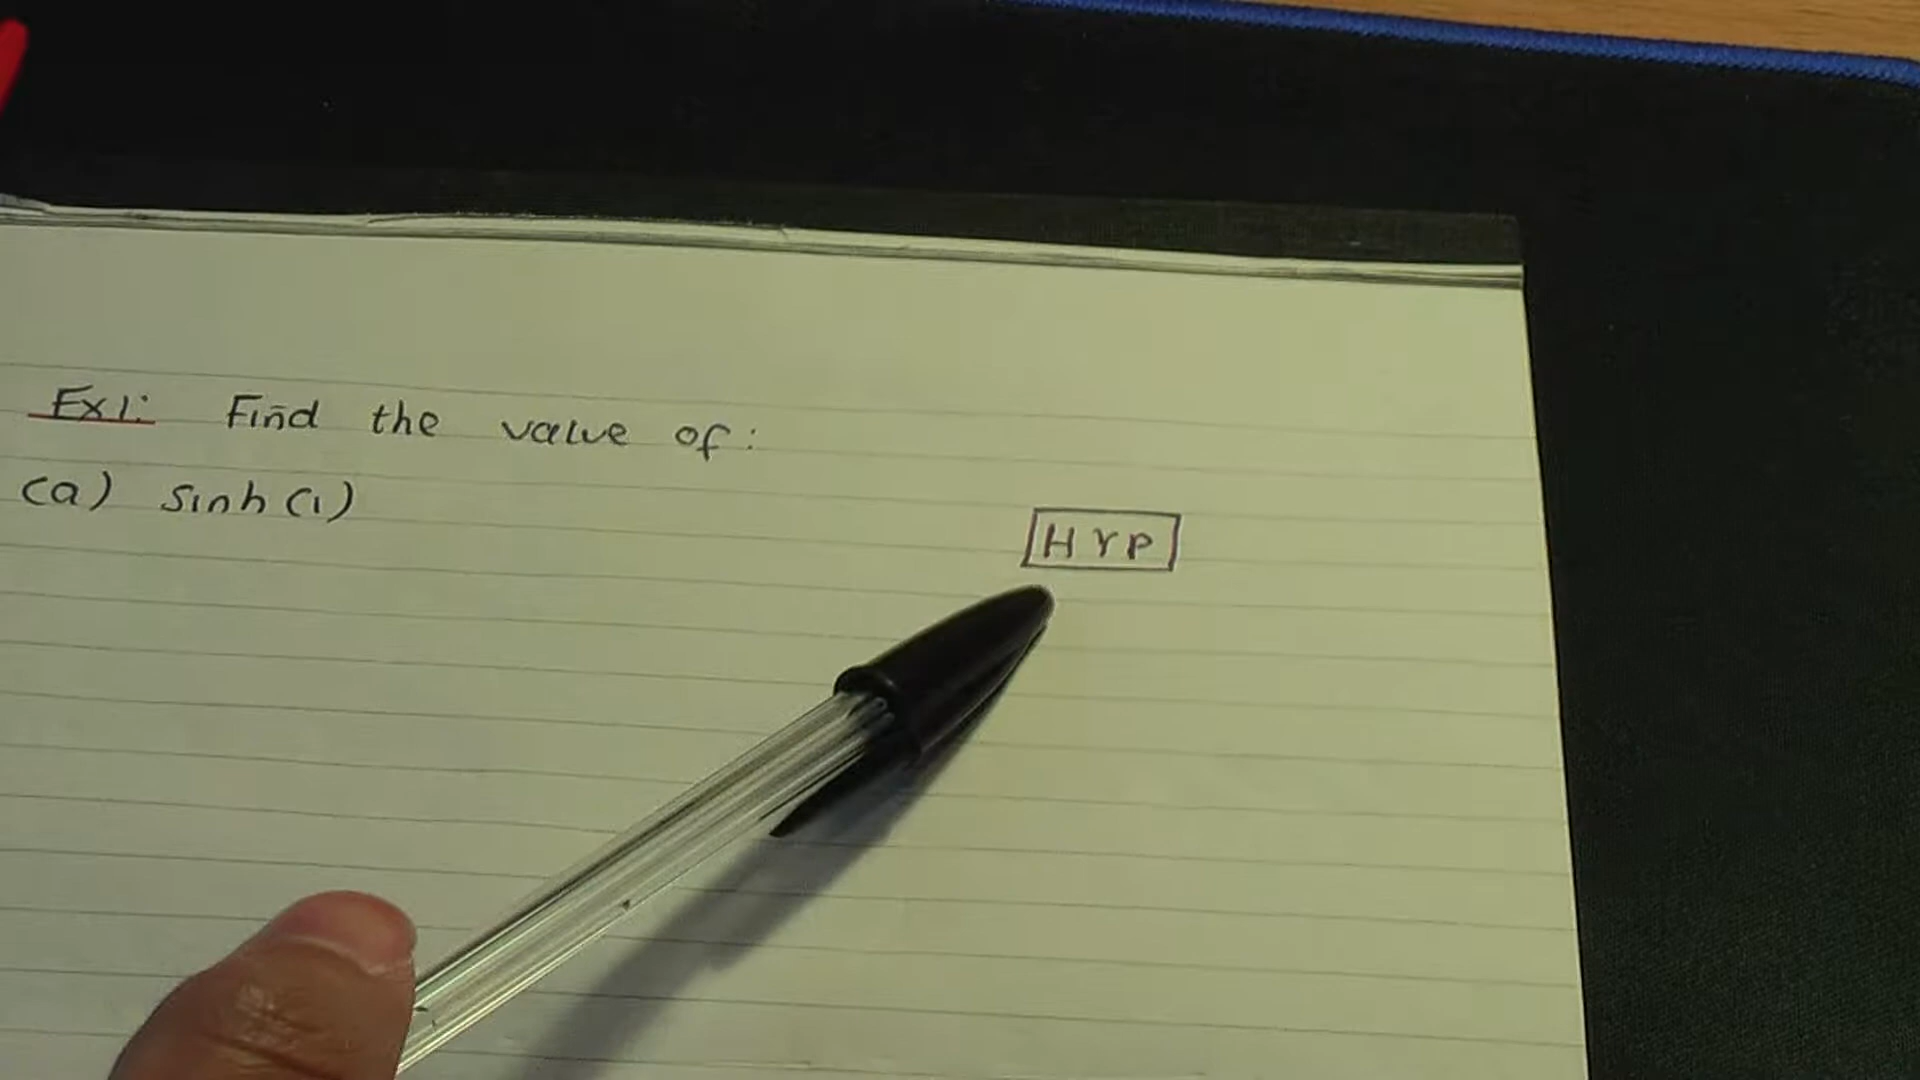 Ex1: Find the value of:
(a) sinh(1)
HYP